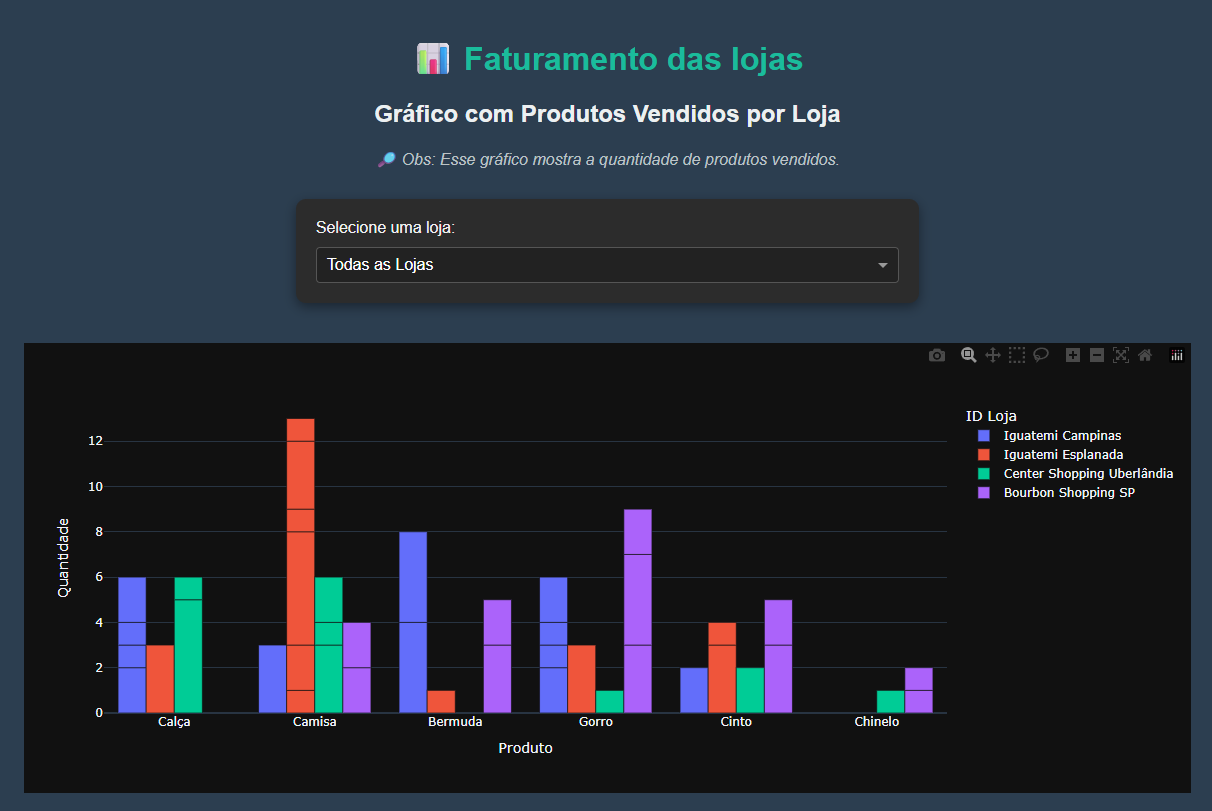 Faturamento das lojas
Gráfico com Produtos Vendidos por Loja
Obs: Esse gráfico mostra a quantidade de produtos vendidos.
Selecione uma loja:
Todas as Lojas
ID Loja
Iguatemi Campinas
Iguatemi Esplanada
Center Shopping Uberlândia
Bourbon Shopping SP
Quantidade
12
10
8
6
4
2
0
Calça Camisa Bermuda Gorro Cinto Chinelo
Produto